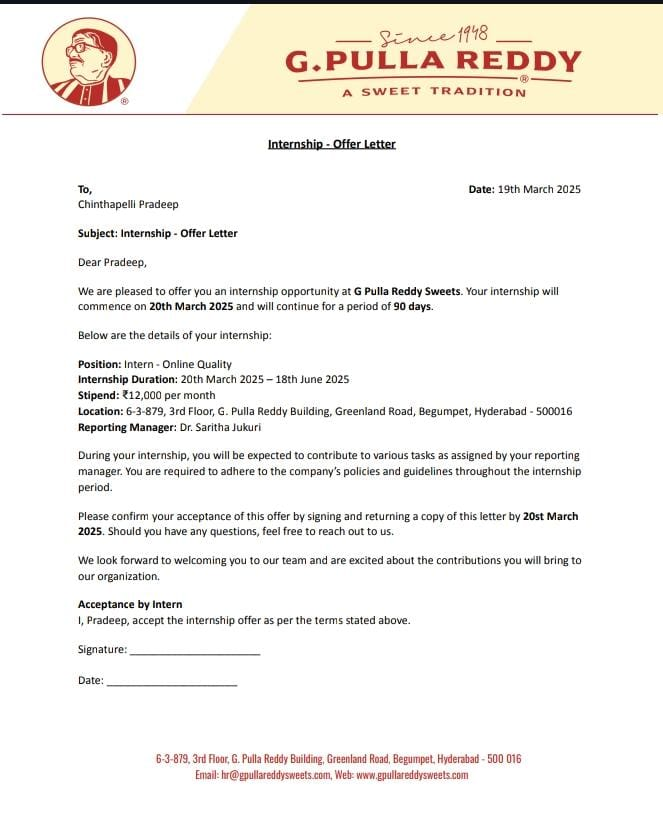 Since 1948
G.PULLA REDDY
®
A SWEET TRADITION
®
Internship - Offer Letter
To,
Date: 19th March 2025
Chinthapelli Pradeep
Subject: Internship - Offer Letter
Dear Pradeep,
We are pleased to offer you an internship opportunity at G Pulla Reddy Sweets. Your internship will
commence on 20th March 2025 and will continue for a period of 90 days.
Below are the details of your internship:
Position: Intern - Online Quality
Internship Duration: 20th March 2025 – 18th June 2025
Stipend: ₹12,000 per month
Location: 6-3-879, 3rd Floor, G. Pulla Reddy Building, Greenland Road, Begumpet, Hyderabad - 500016
Reporting Manager: Dr. Saritha Jukuri
During your internship, you will be expected to contribute to various tasks as assigned by your reporting
manager. You are required to adhere to the company’s policies and guidelines throughout the internship
period.
Please confirm your acceptance of this offer by signing and returning a copy of this letter by 20st March
2025. Should you have any questions, feel free to reach out to us.
We look forward to welcoming you to our team and are excited about the contributions you will bring to
our organization.
Acceptance by Intern
I, Pradeep, accept the internship offer as per the terms stated above.
Signature: ______________________
Date: ______________________
6-3-879, 3rd Floor, G. Pulla Reddy Building, Greenland Road, Begumpet, Hyderabad - 500 016
Email: hr@gpullareddysweets.com, Web: www.gpullareddysweets.com